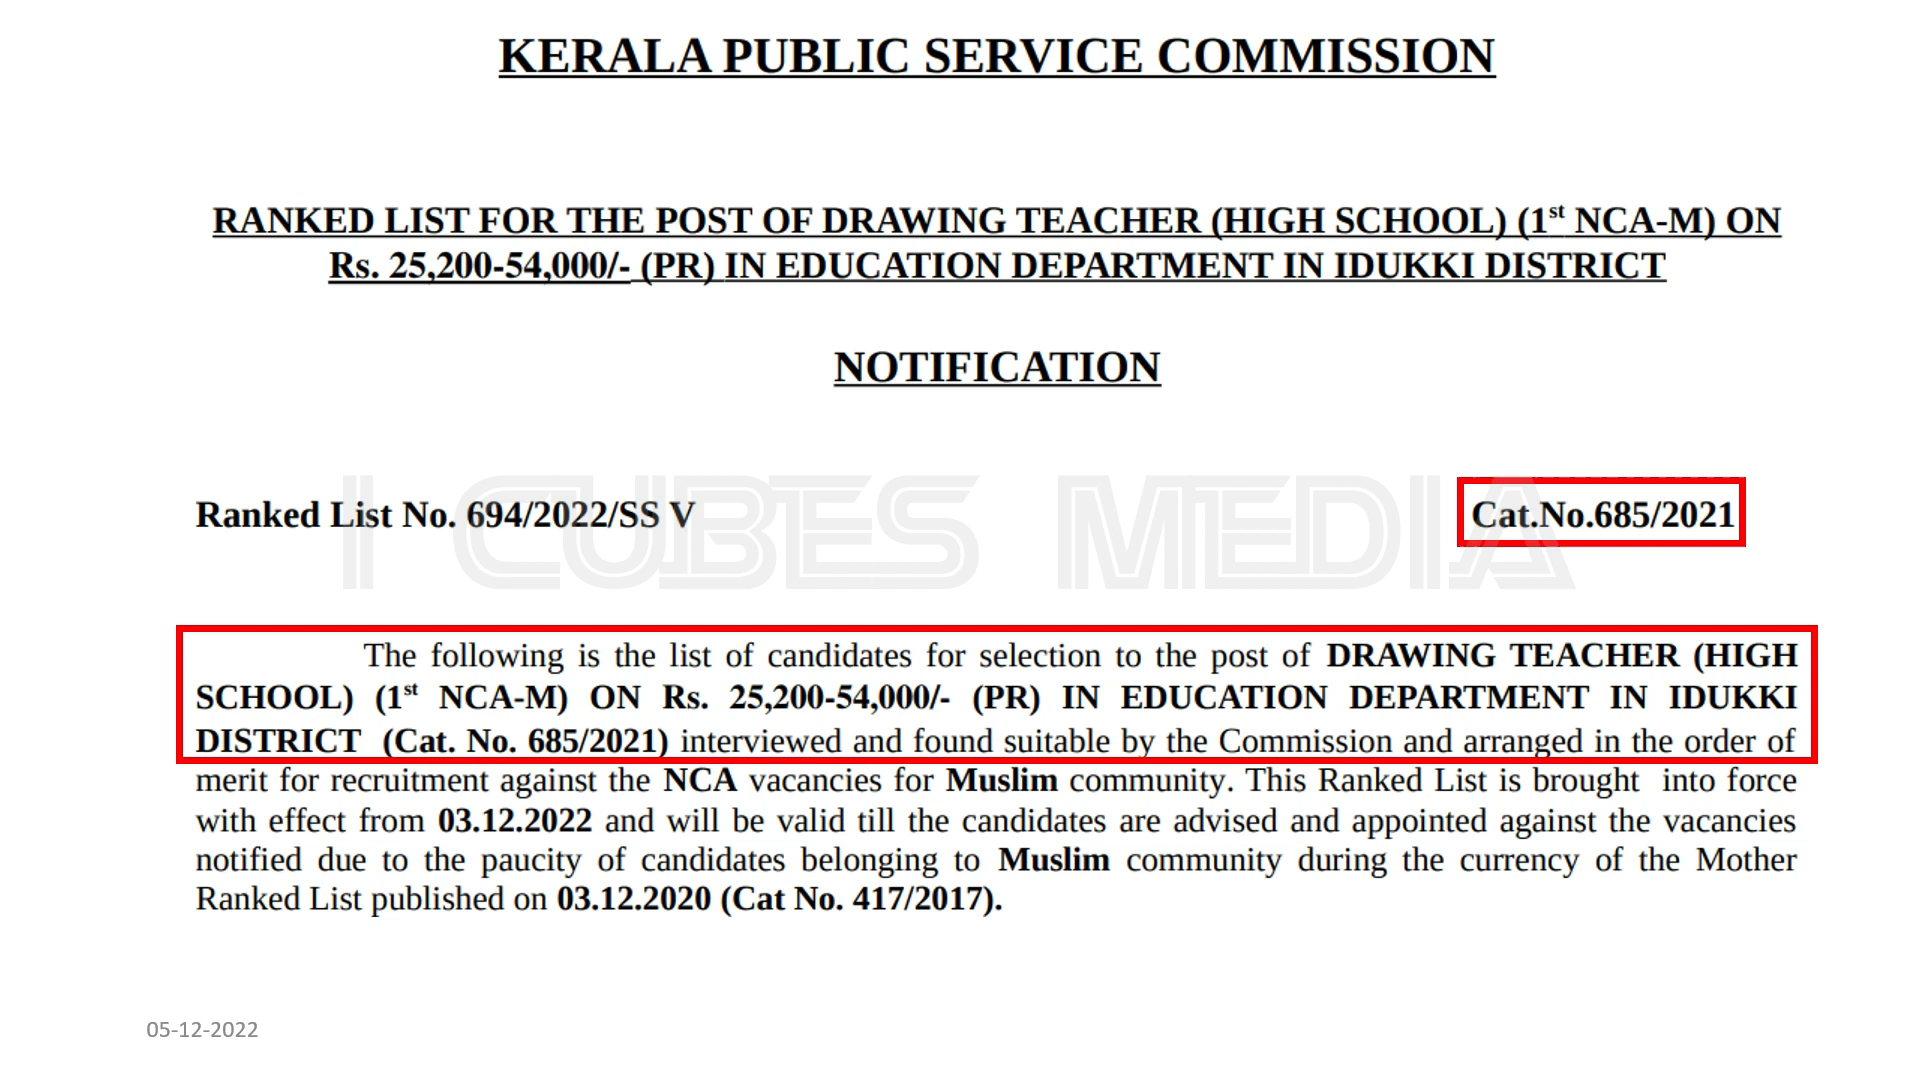 KERALA PUBLIC SERVICE COMMISSION
RANKED LIST FOR THE POST OF DRAWING TEACHER (HIGH SCHOOL) (1st NCA-M) ON
Rs. 25,200-54,000/- (PR) IN EDUCATION DEPARTMENT IN IDUKKI DISTRICT
NOTIFICATION
I CUBES MEDIA
Ranked List No. 694/2022/SS V
Cat.No.685/2021
The following is the list of candidates for selection to the post of DRAWING TEACHER (HIGH
SCHOOL) (1st NCA-M) ON Rs. 25,200-54,000/- (PR) IN EDUCATION DEPARTMENT IN IDUKKI
DISTRICT (Cat. No. 685/2021) interviewed and found suitable by the Commission and arranged in the order of
merit for recruitment against the NCA vacancies for Muslim community. This Ranked List is brought into force
with effect from 03.12.2022 and will be valid till the candidates are advised and appointed against the vacancies
notified due to the paucity of candidates belonging to Muslim community during the currency of the Mother
Ranked List published on 03.12.2020 (Cat No. 417/2017).
05-12-2022